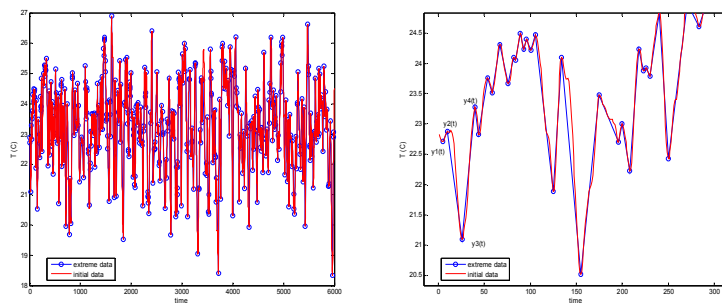 27
26
25
24
23
22
21
20
19
18
T (C)
0 1000 2000 3000 4000 5000 6000
time
extreme data
initial data
24.5
24
23.5
23
22.5
22
21.5
21
20.5
T (C)
y1(t)
y2(t)
y3(t)
y4(t)
0 50 100 150 200 250 300
time
extreme data
initial data